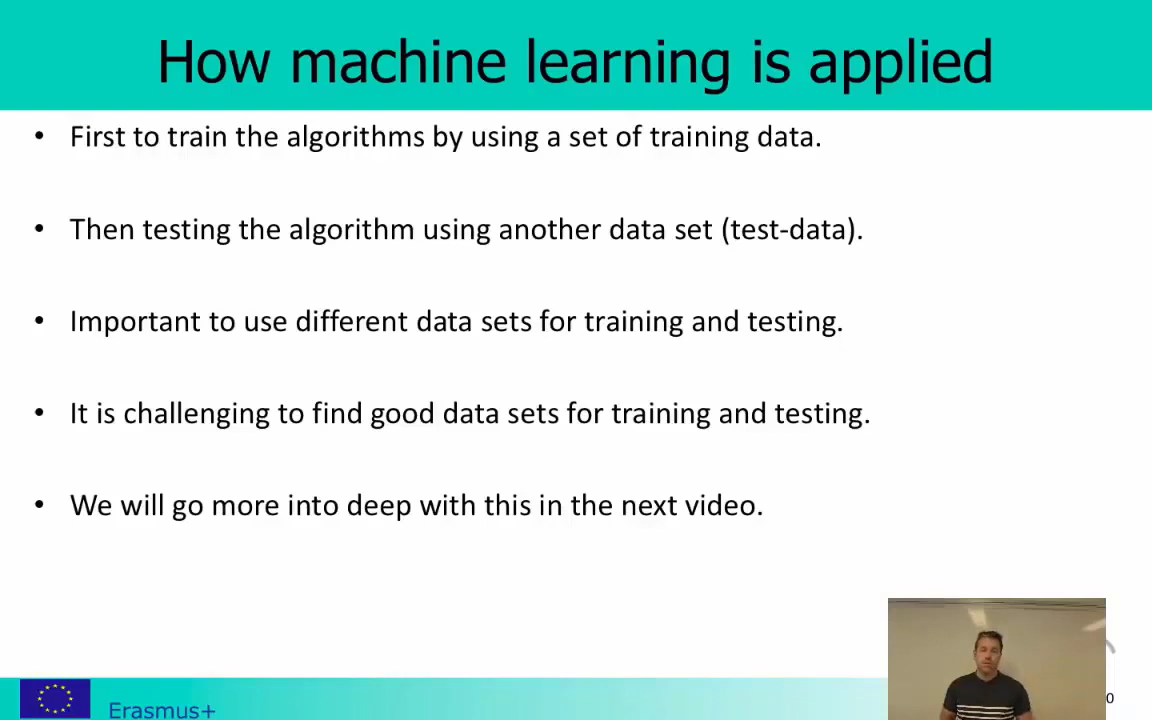 How machine learning is applied
• First to train the algorithms by using a set of training data.
• Then testing the algorithm using another data set (test-data).
• Important to use different data sets for training and testing.
• It is challenging to find good data sets for training and testing.
• We will go more into deep with this in the next video.
Erasmus+
0